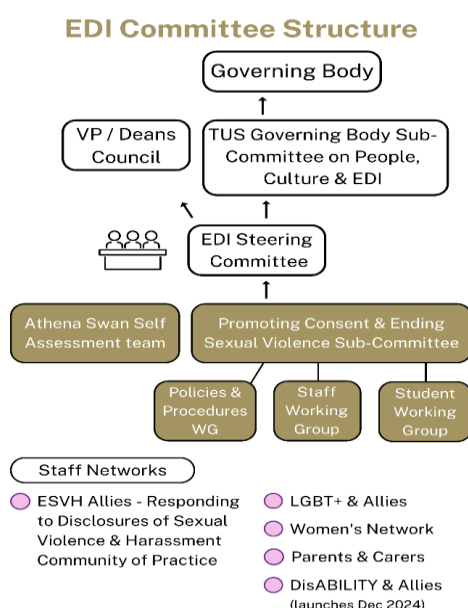 EDI Committee Structure
Governing Body
VP / Deans
Council
TUS Governing Body Sub-
Committee on People,
Culture & EDI
EDI Steering
Committee
Athena Swan Self
Assessment team
Promoting Consent & Ending
Sexual Violence Sub-Committee
Policies &
Procedures
WG
Staff
Working
Group
Student
Working
Group
Staff Networks
ESVH Allies - Responding
to Disclosures of Sexual
Violence & Harassment
Community of Practice
LGBT+ & Allies
Women's Network
Parents & Carers
DisABILITY & Allies
(launches Dec 2024)